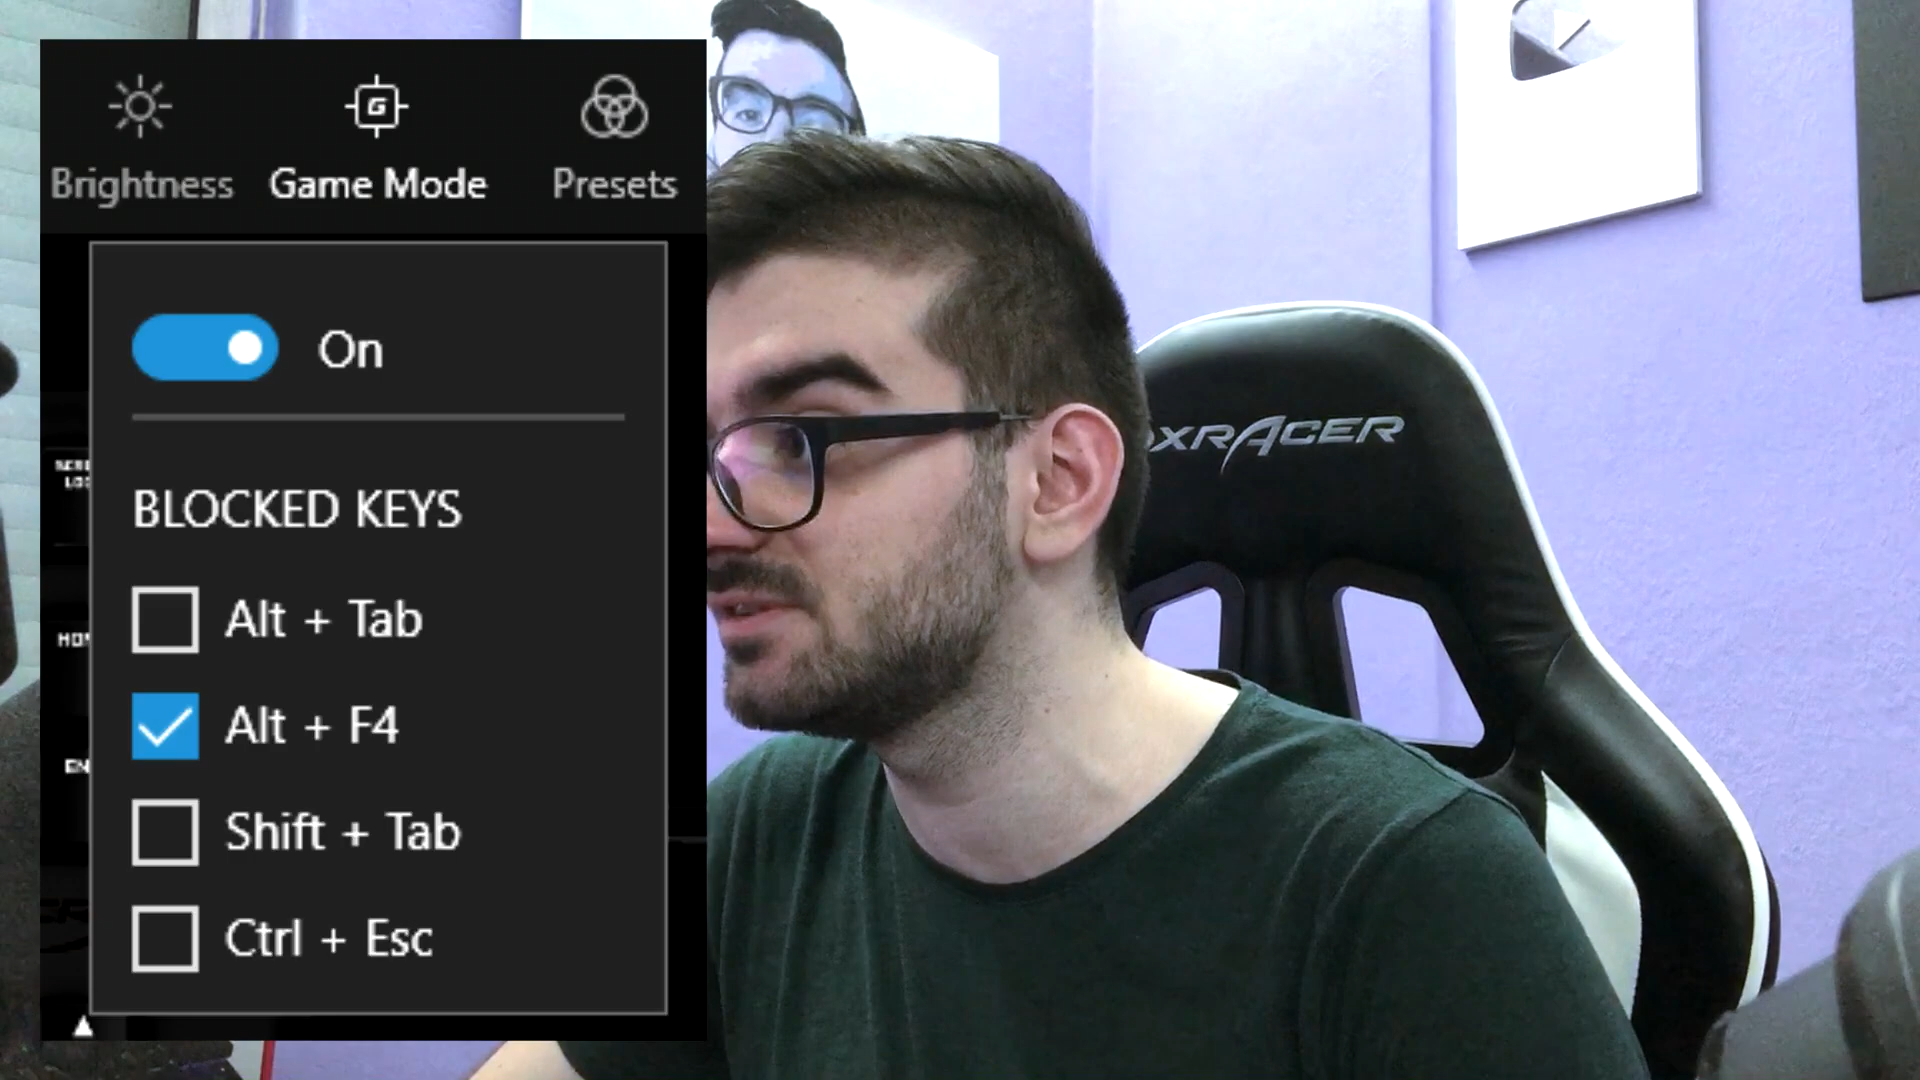 Brightness
Game Mode
Presets
On
BLOCKED KEYS
Alt + Tab
Alt + F4
Shift + Tab
Ctrl + Esc
XRACER